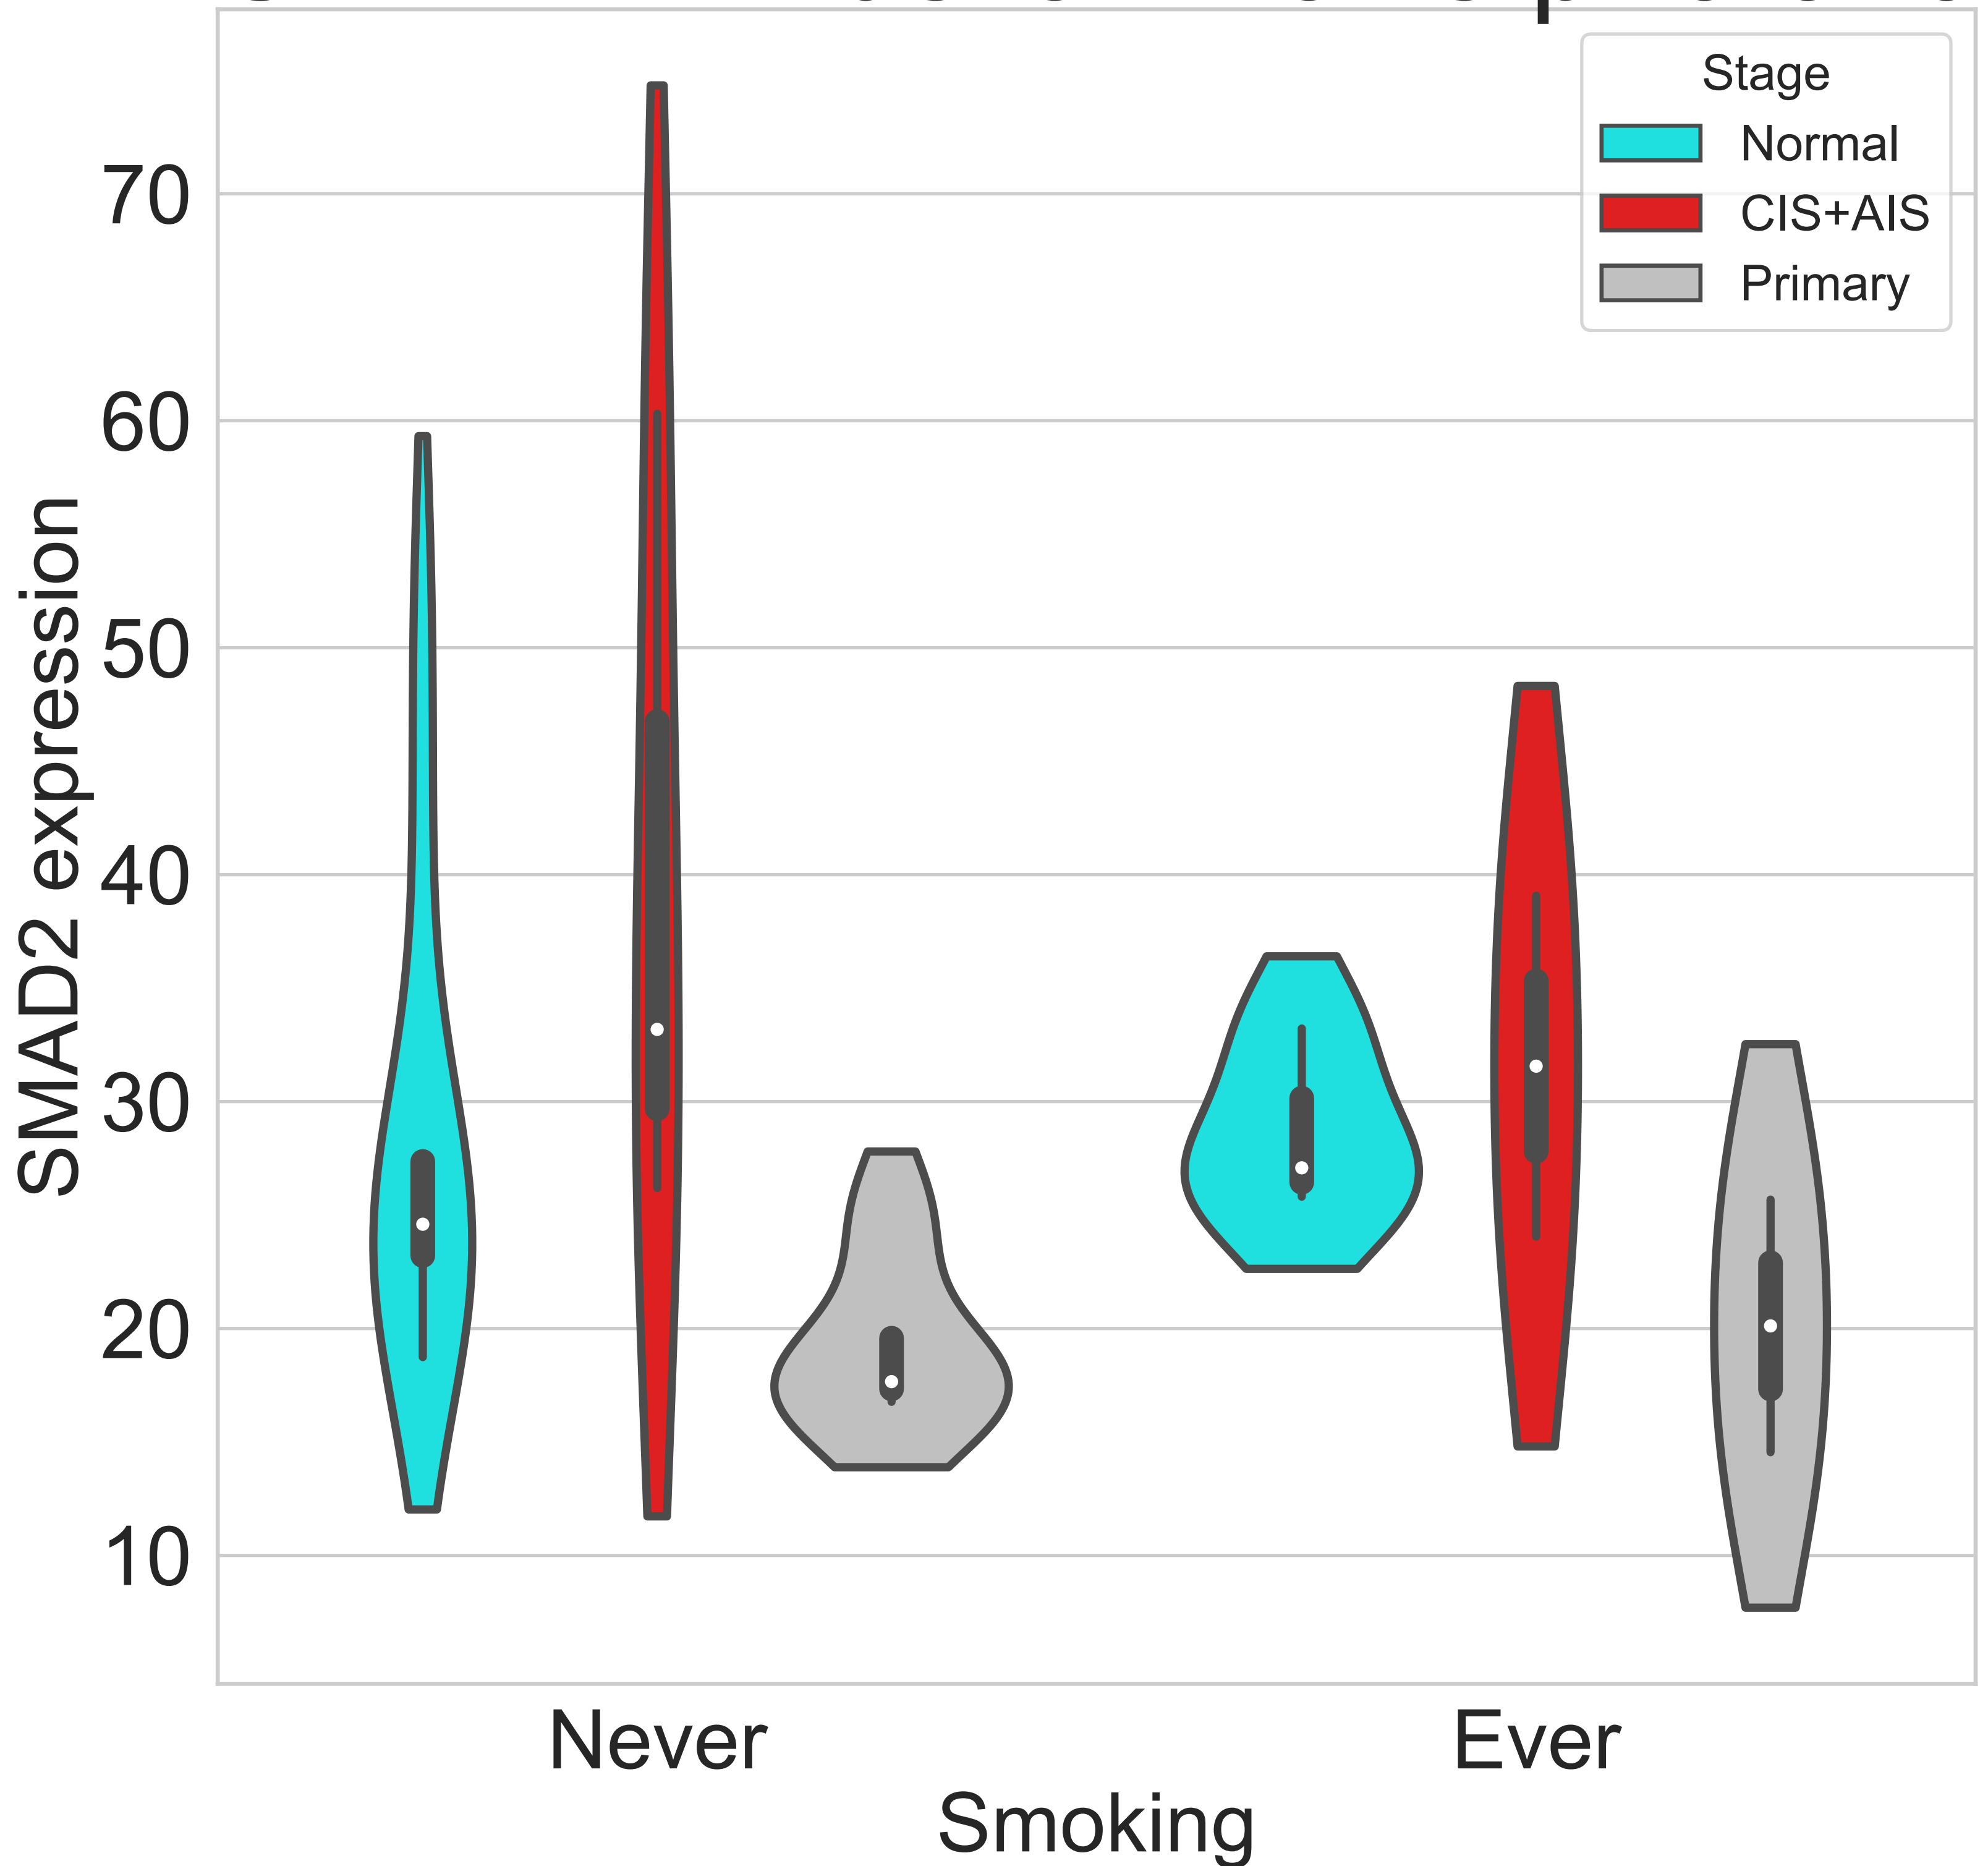 Stage
Normal
CIS+AIS
Primary
70
60
50
40
30
20
10
SMAD2 expression
Never
Ever
Smoking